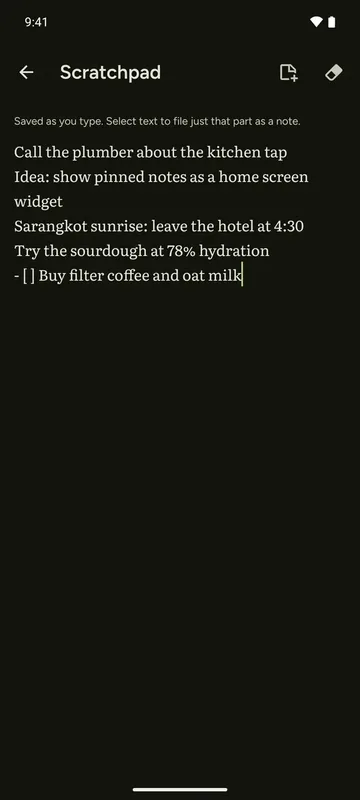 9:41
Scratchpad
Saved as you type. Select text to file just that part as a note.
Call the plumber about the kitchen tap
Idea: show pinned notes as a home screen
widget
Sarangkot sunrise: leave the hotel at 4:30
Try the sourdough at 78% hydration
- [ ] Buy filter coffee and oat milk